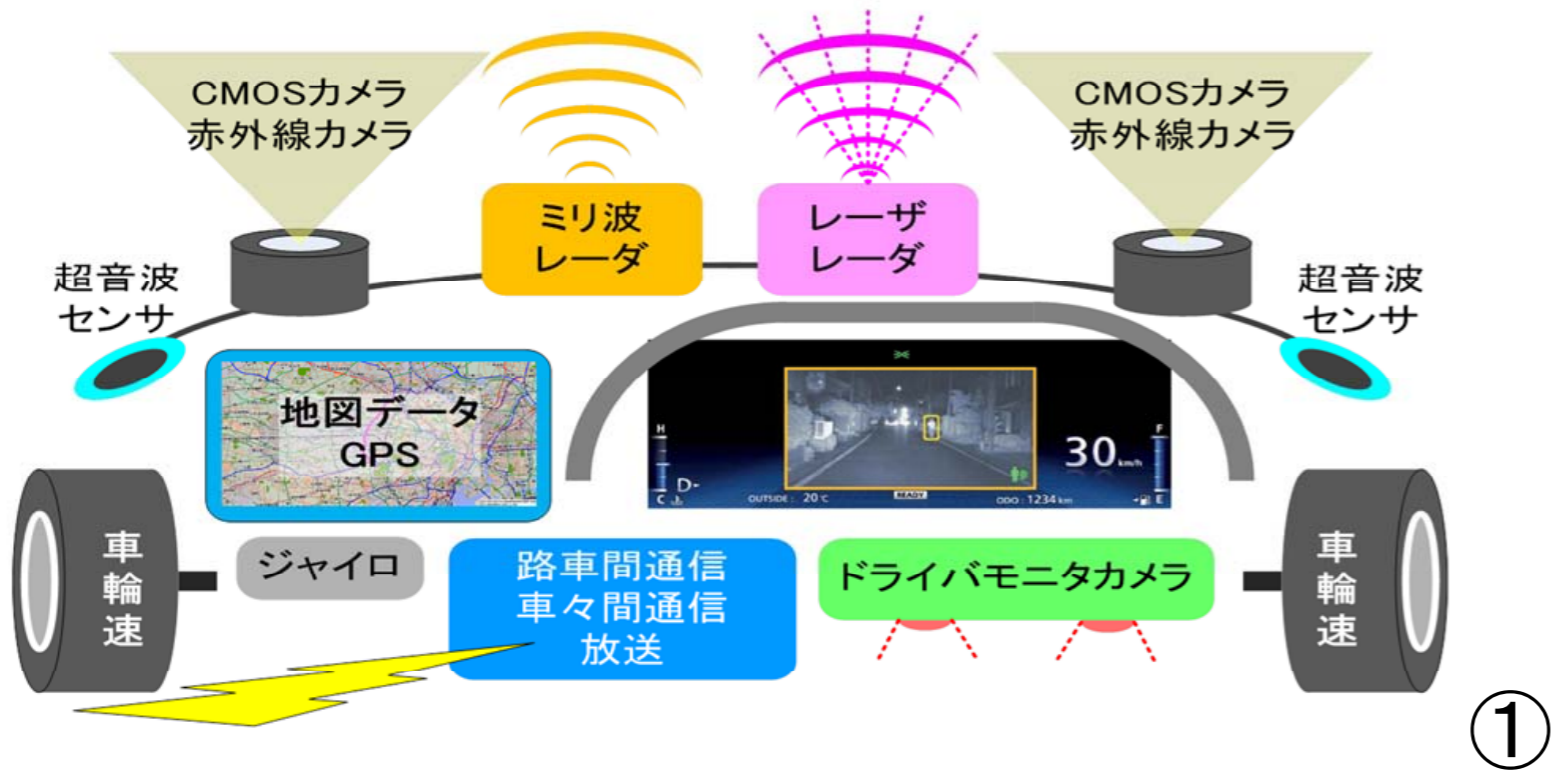 CMOSカメラ
赤外線カメラ
CMOSカメラ
赤外線カメラ
ミリ波
レーダ
レーザ
レーダ
超音波
センサ
超音波
センサ
地図データ
GPS
H
F
30 km/h
D-
C
E
OUTSIDE : 20 ℃
READY
ODO : 1234 km
車輪速
ジャイロ
路車間通信
車々間通信
放送
ドライバモニタカメラ
車輪速
①